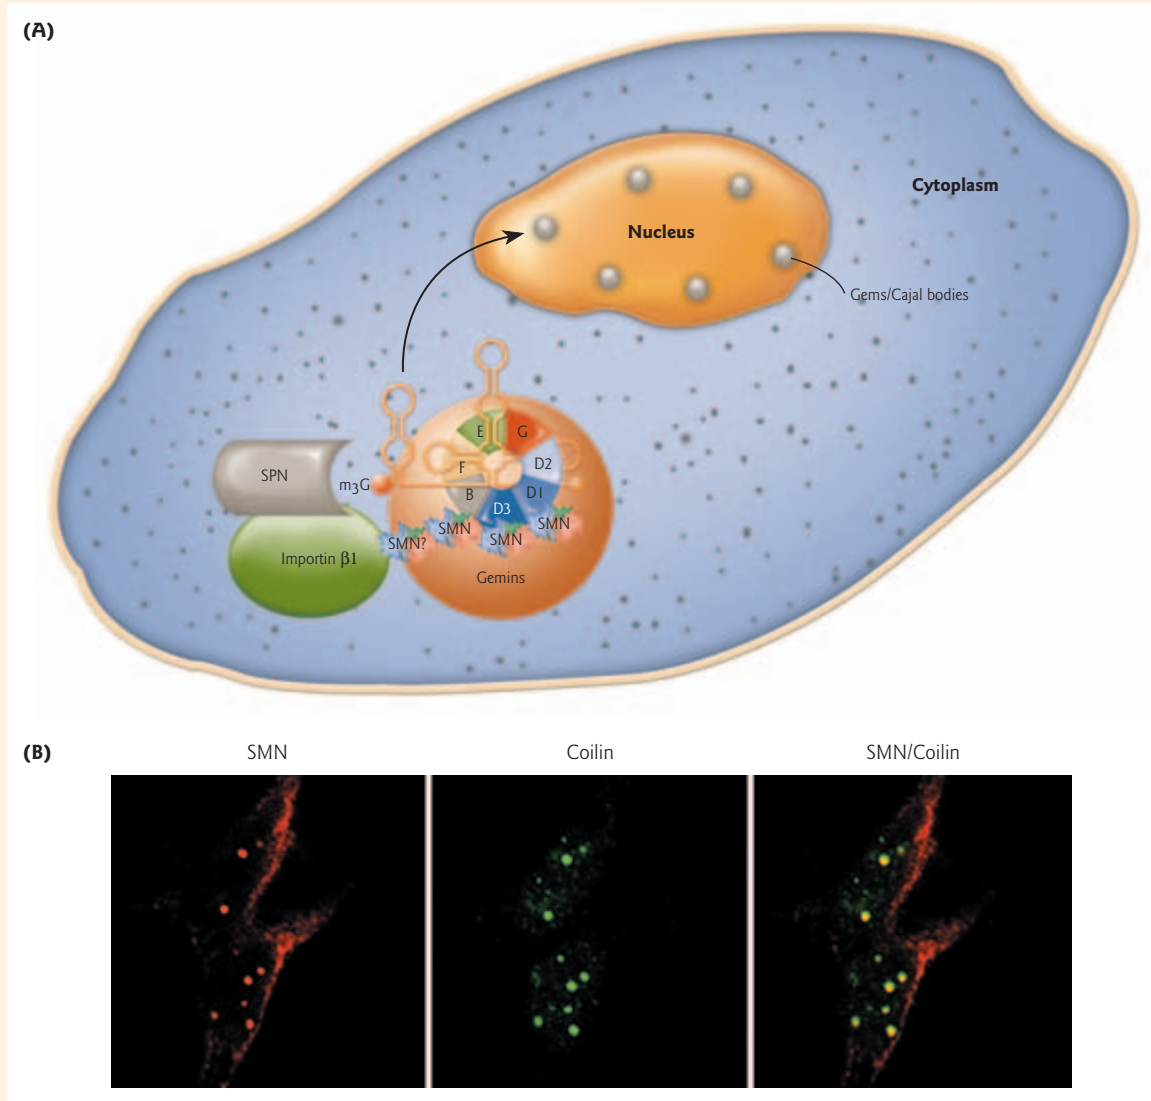 (A)
Cytoplasm
Nucleus
Gems/Cajal bodies
E
G
SPN
m3G
F
D2
B
D1
D3
SMN
SMN
SMN?
SMN
Importin β1
Gemins
(B)
SMN
Coilin
SMN/Coilin